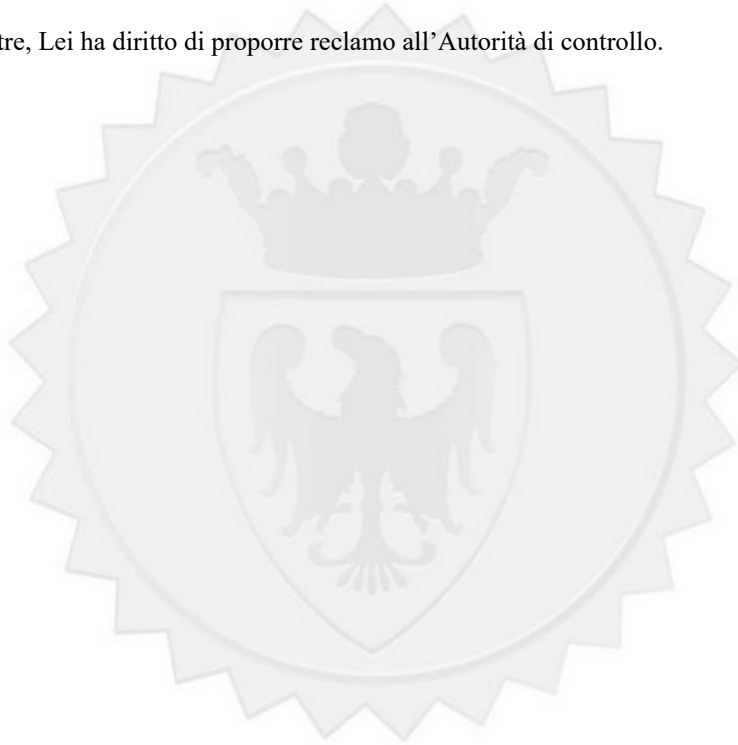 tre, Lei ha diritto di proporre reclamo all’Autorità di controllo.